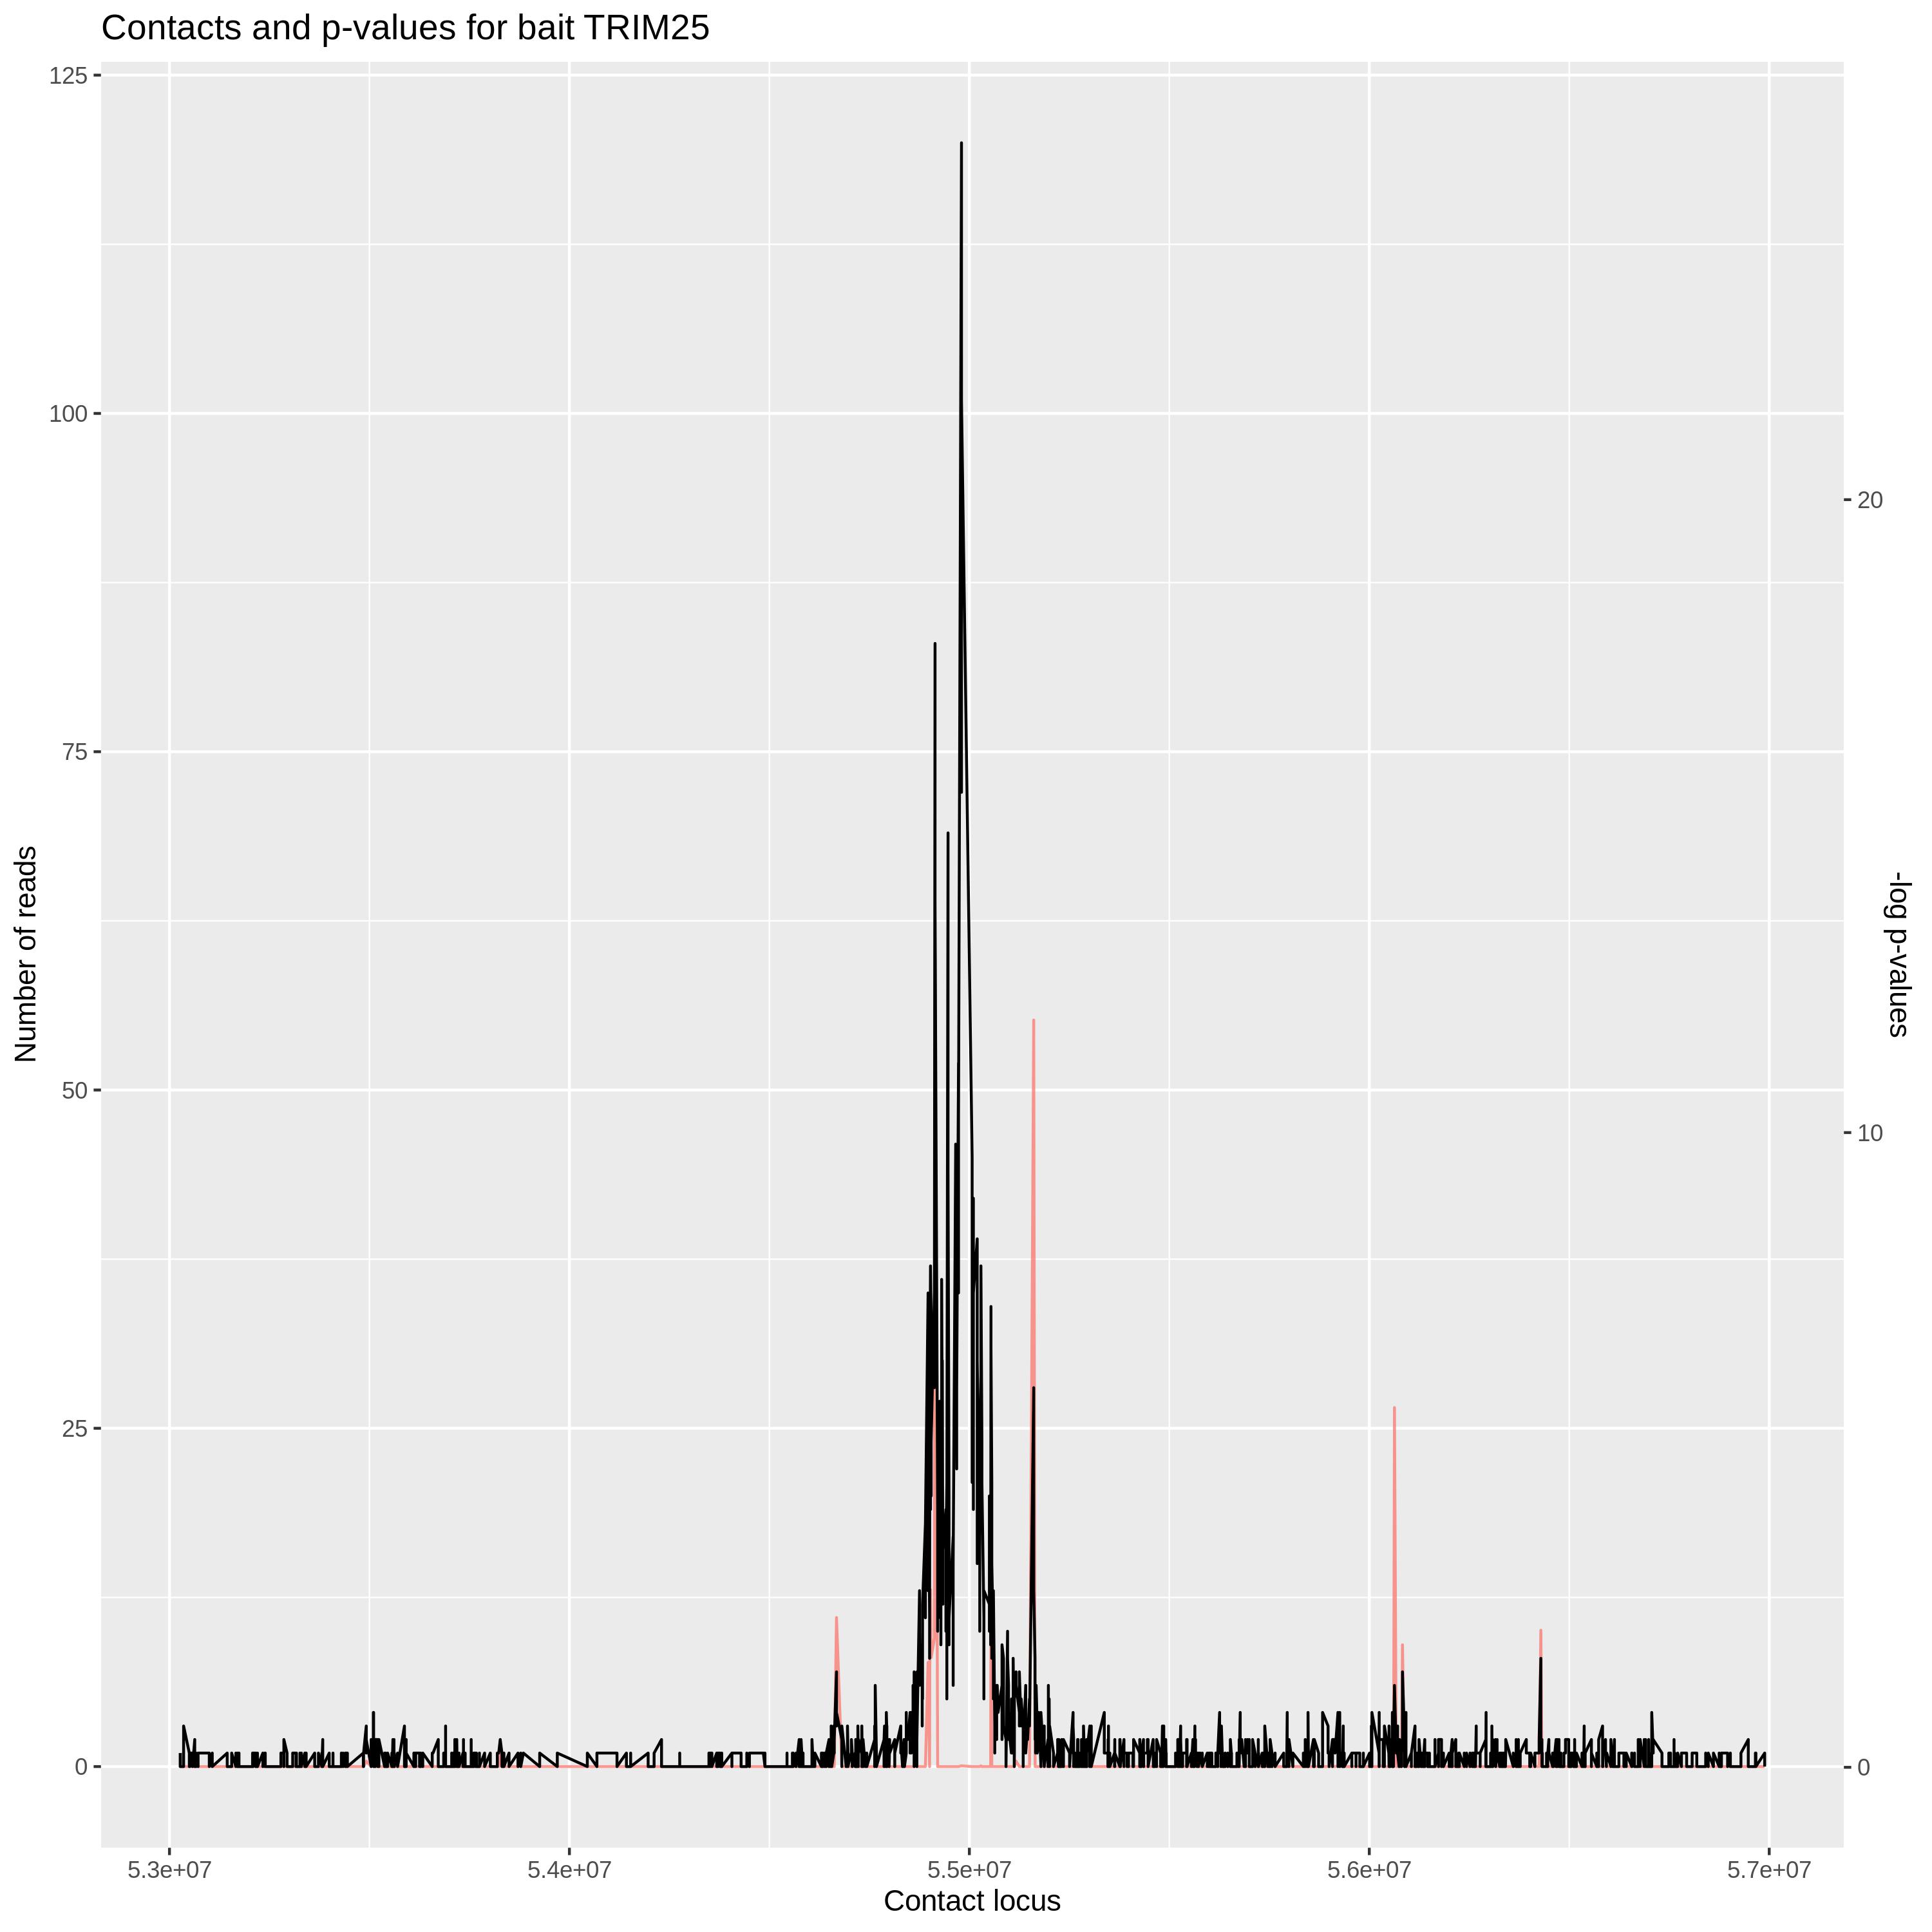 Contacts and p-values for bait TRIM25
125
100
75
50
25
0
Number of reads
20
10
0
-log p-values
5.3e+07
5.4e+07
5.5e+07
5.6e+07
5.7e+07
Contact locus